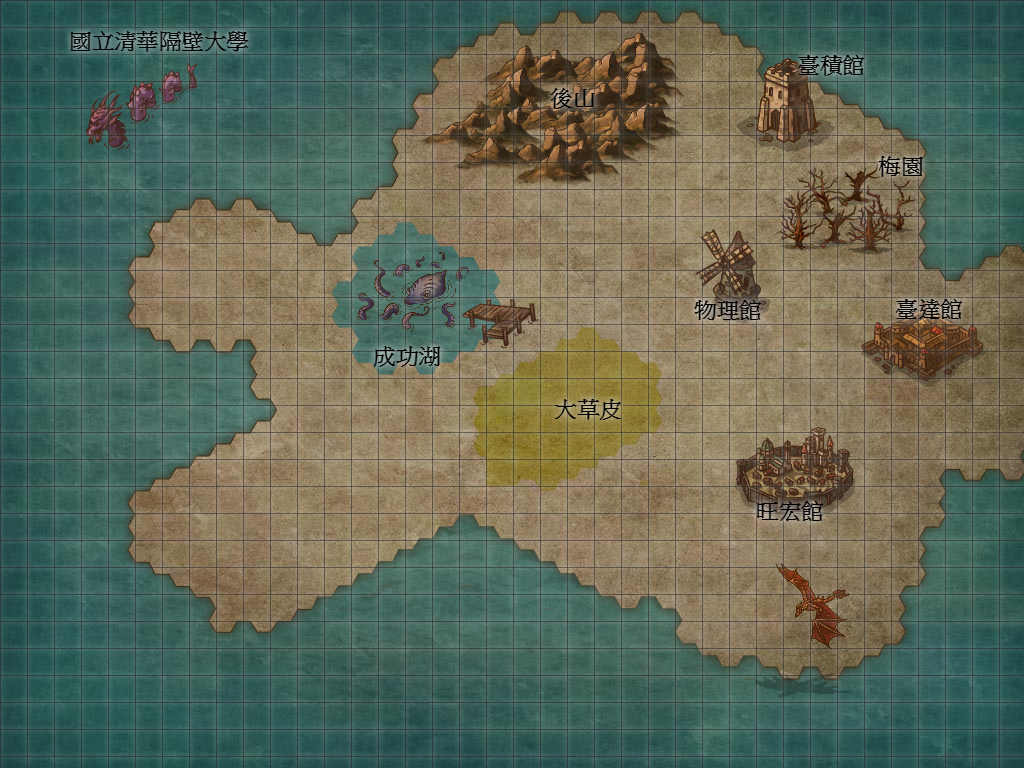 國立清華隔壁大學
臺積館
後山
梅園
物理館
臺達館
成功湖
大草皮
旺宏館